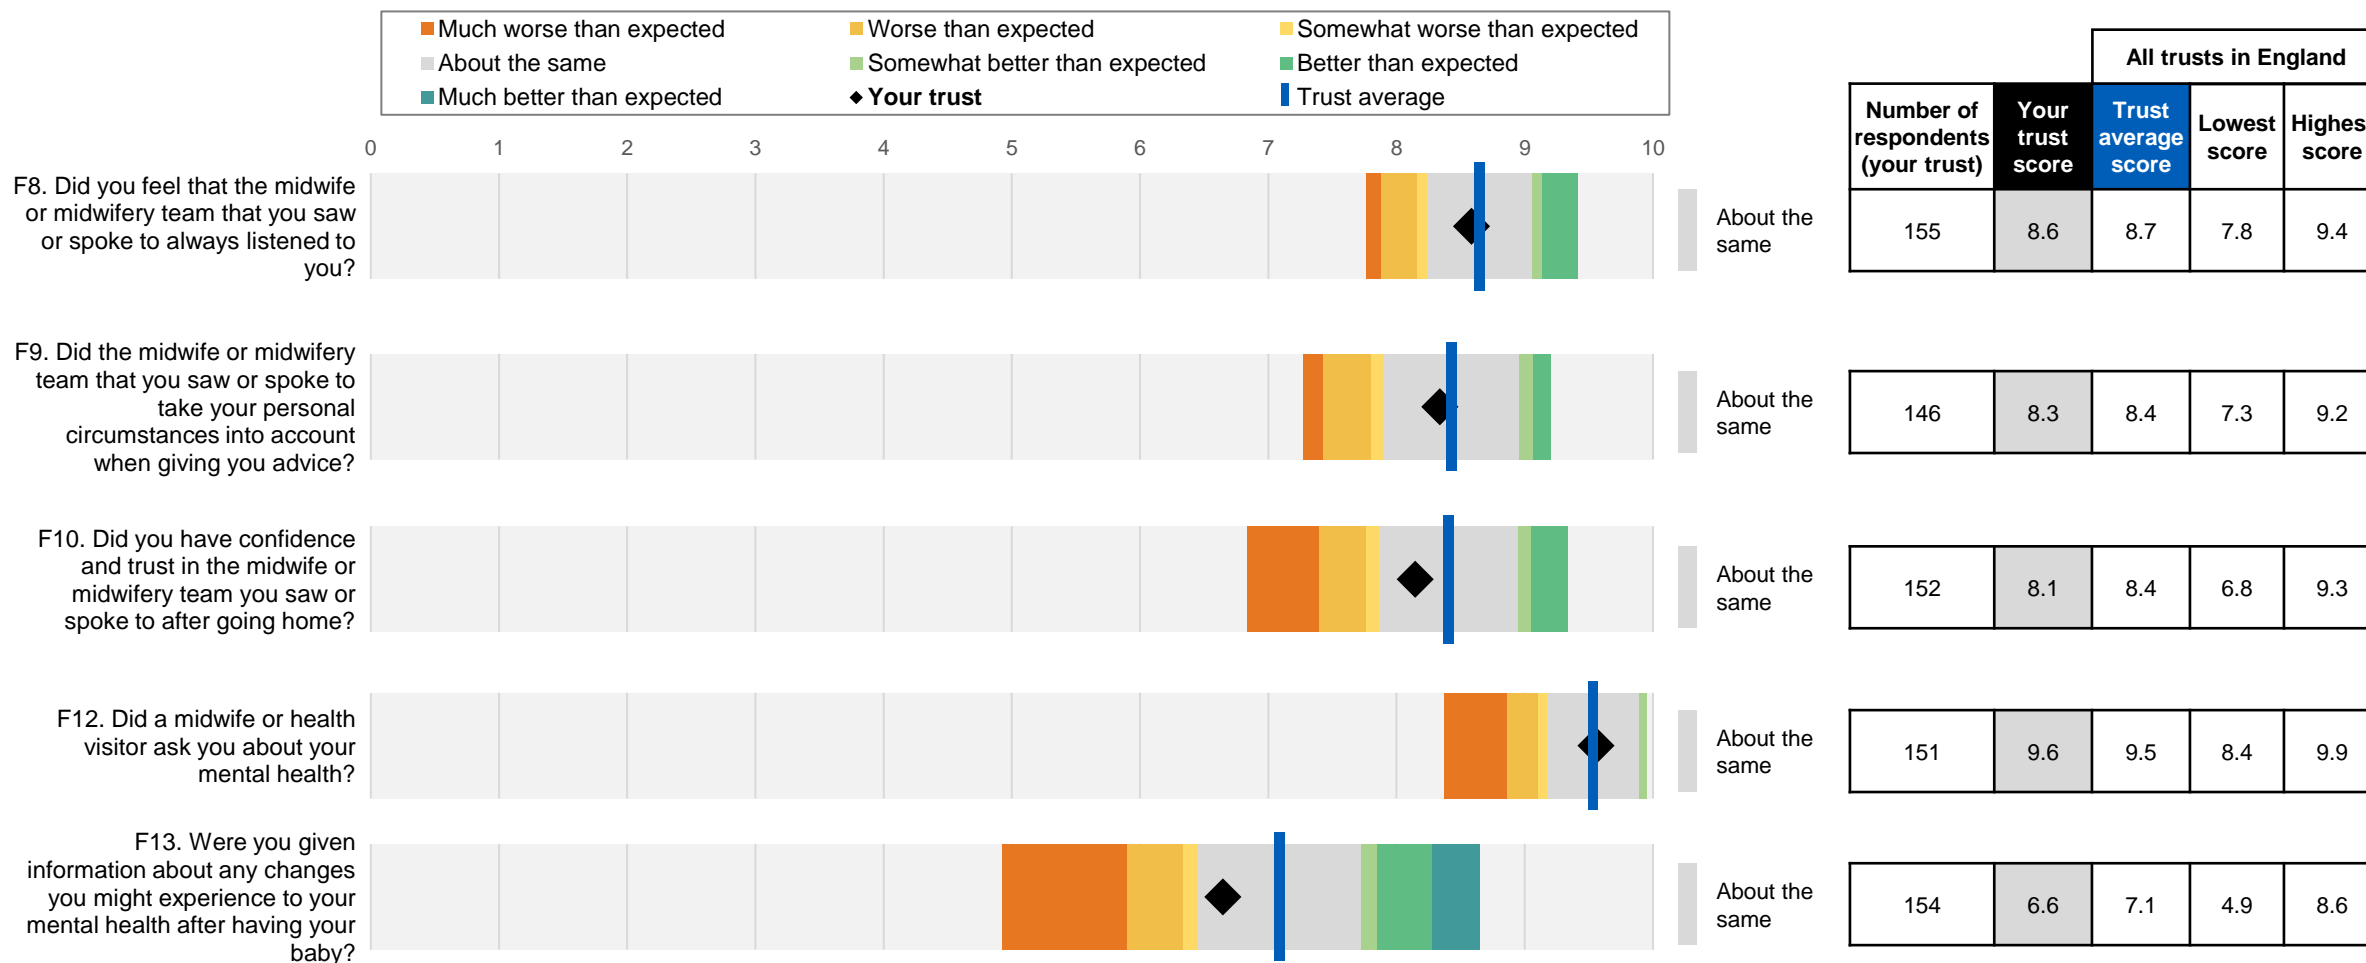 Much worse than expected
Worse than expected
Somewhat worse than expected
About the same
Somewhat better than expected
Better than expected
Much better than expected
Your trust
Trust average
All trusts in England
Number of respondents (your trust)
Your trust score
Trust average score
Lowest score
Highes score
0 1 2 3 4 5 6 7 8 9 10
F8. Did you feel that the midwife
or midwifery team that you saw
or spoke to always listened to
you?
About the
same
155 8.6 8.7 7.8 9.4
F9. Did the midwife or midwifery
team that you saw or spoke to
take your personal
circumstances into account
when giving you advice?
About the
same
146 8.3 8.4 7.3 9.2
F10. Did you have confidence
and trust in the midwife or
midwifery team you saw or
spoke to after going home?
About the
same
152 8.1 8.4 6.8 9.3
F12. Did a midwife or health
visitor ask you about your
mental health?
About the
same
151 9.6 9.5 8.4 9.9
F13. Were you given
information about any changes
you might experience to your
mental health after having your
baby?
About the
same
154 6.6 7.1 4.9 8.6